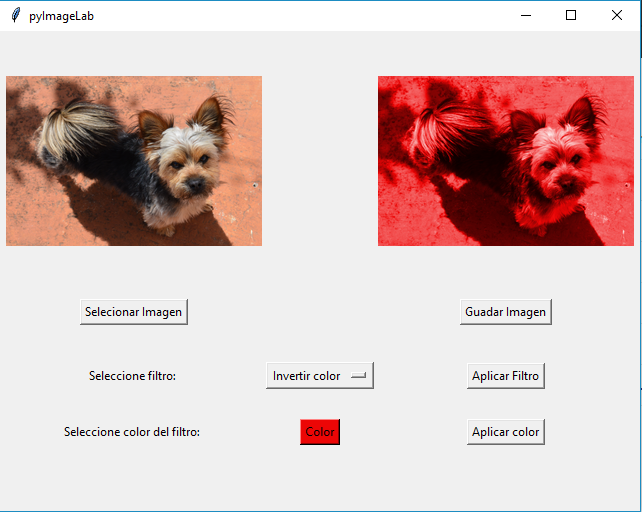 pyImageLab
Selecionar Imagen
Guadar Imagen
Seleccione filtro:
Invertir color
Aplicar Filtro
Seleccione color del filtro:
Color
Aplicar color